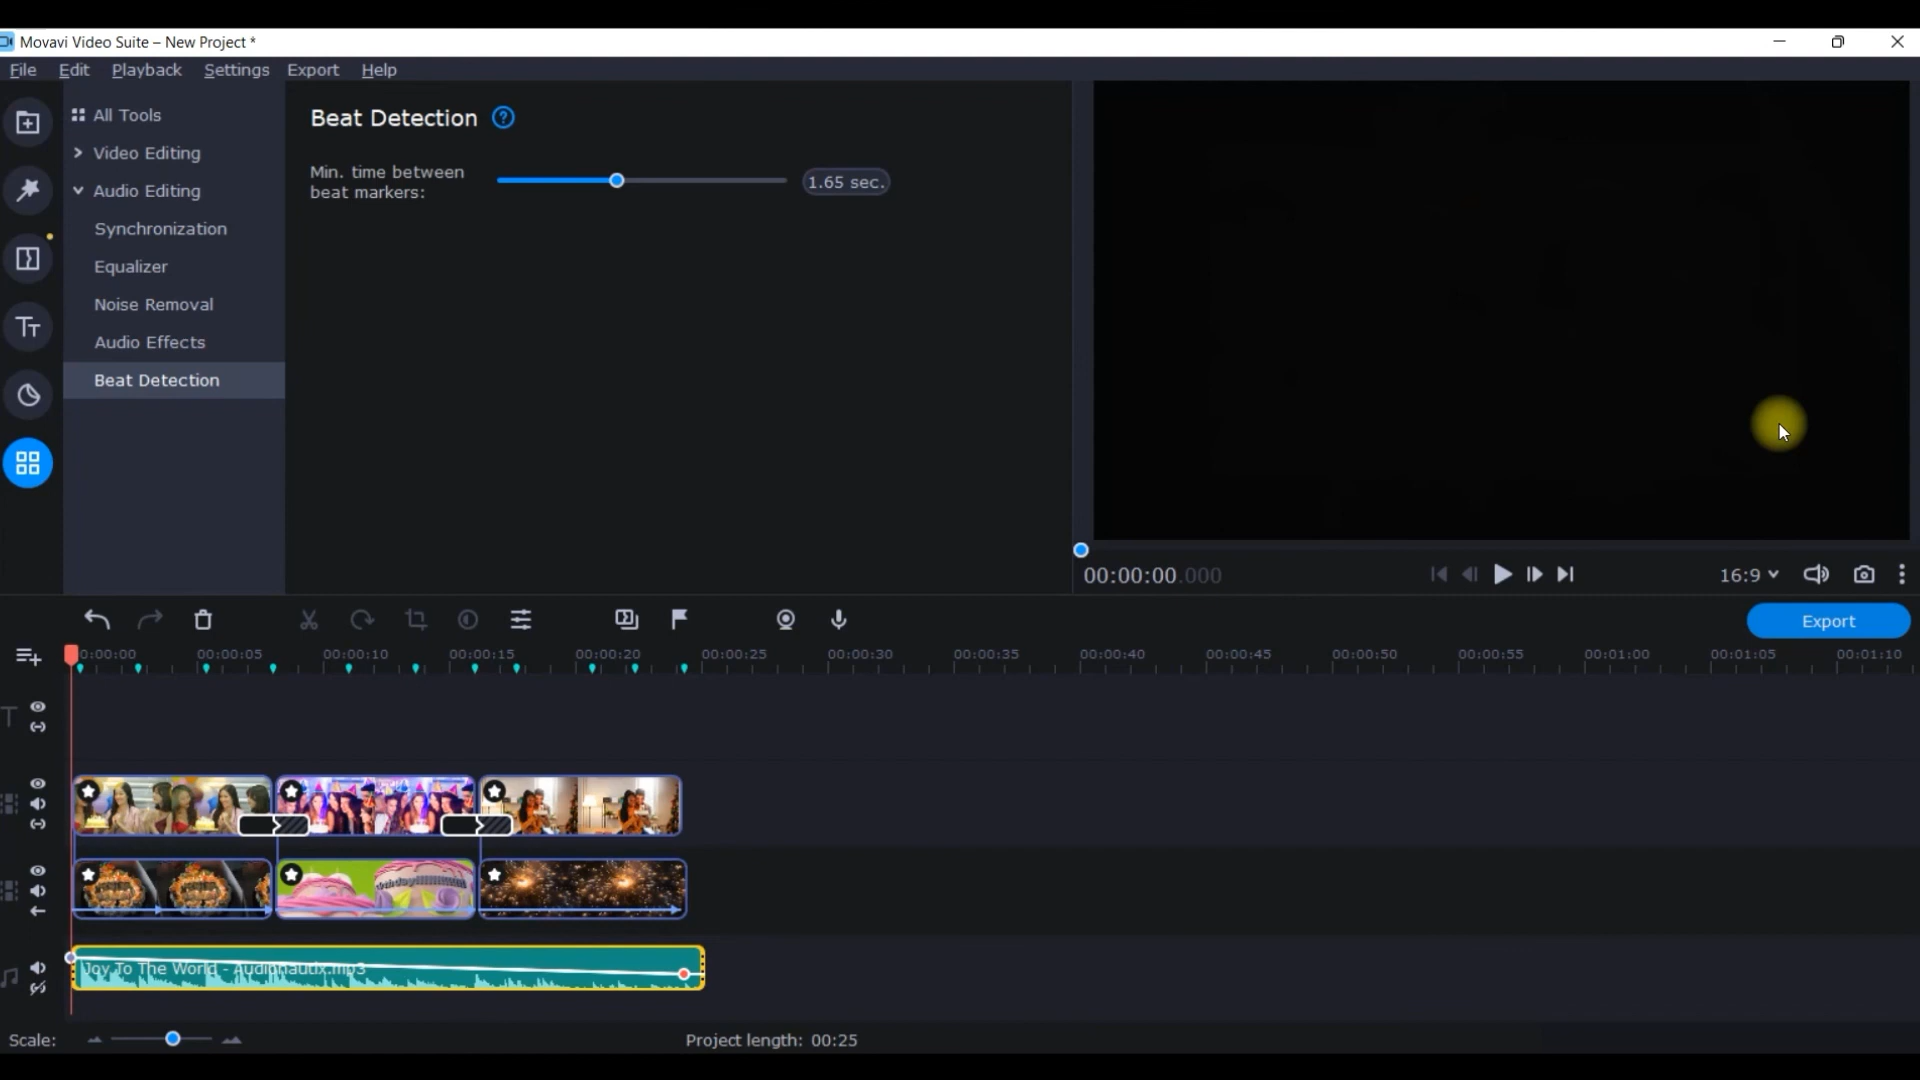 Movavi Video Suite – New Project *
File Edit Playback Settings Export Help
All Tools
Video Editing
Audio Editing
Synchronization
Equalizer
Noise Removal
Audio Effects
Beat Detection
Beat Detection ?
Min. time between
beat markers:
1.65 sec.
00:00:00.000
16:9
Export
0:00:00 00:00:05 00:00:10 00:00:15 00:00:20 00:00:25 00:00:30 00:00:35 00:00:40 00:00:45 00:00:50 00:00:55 00:01:00 00:01:05 00:01:10
Joy To The World - Audionautix.mp3
Scale:
Project length: 00:25